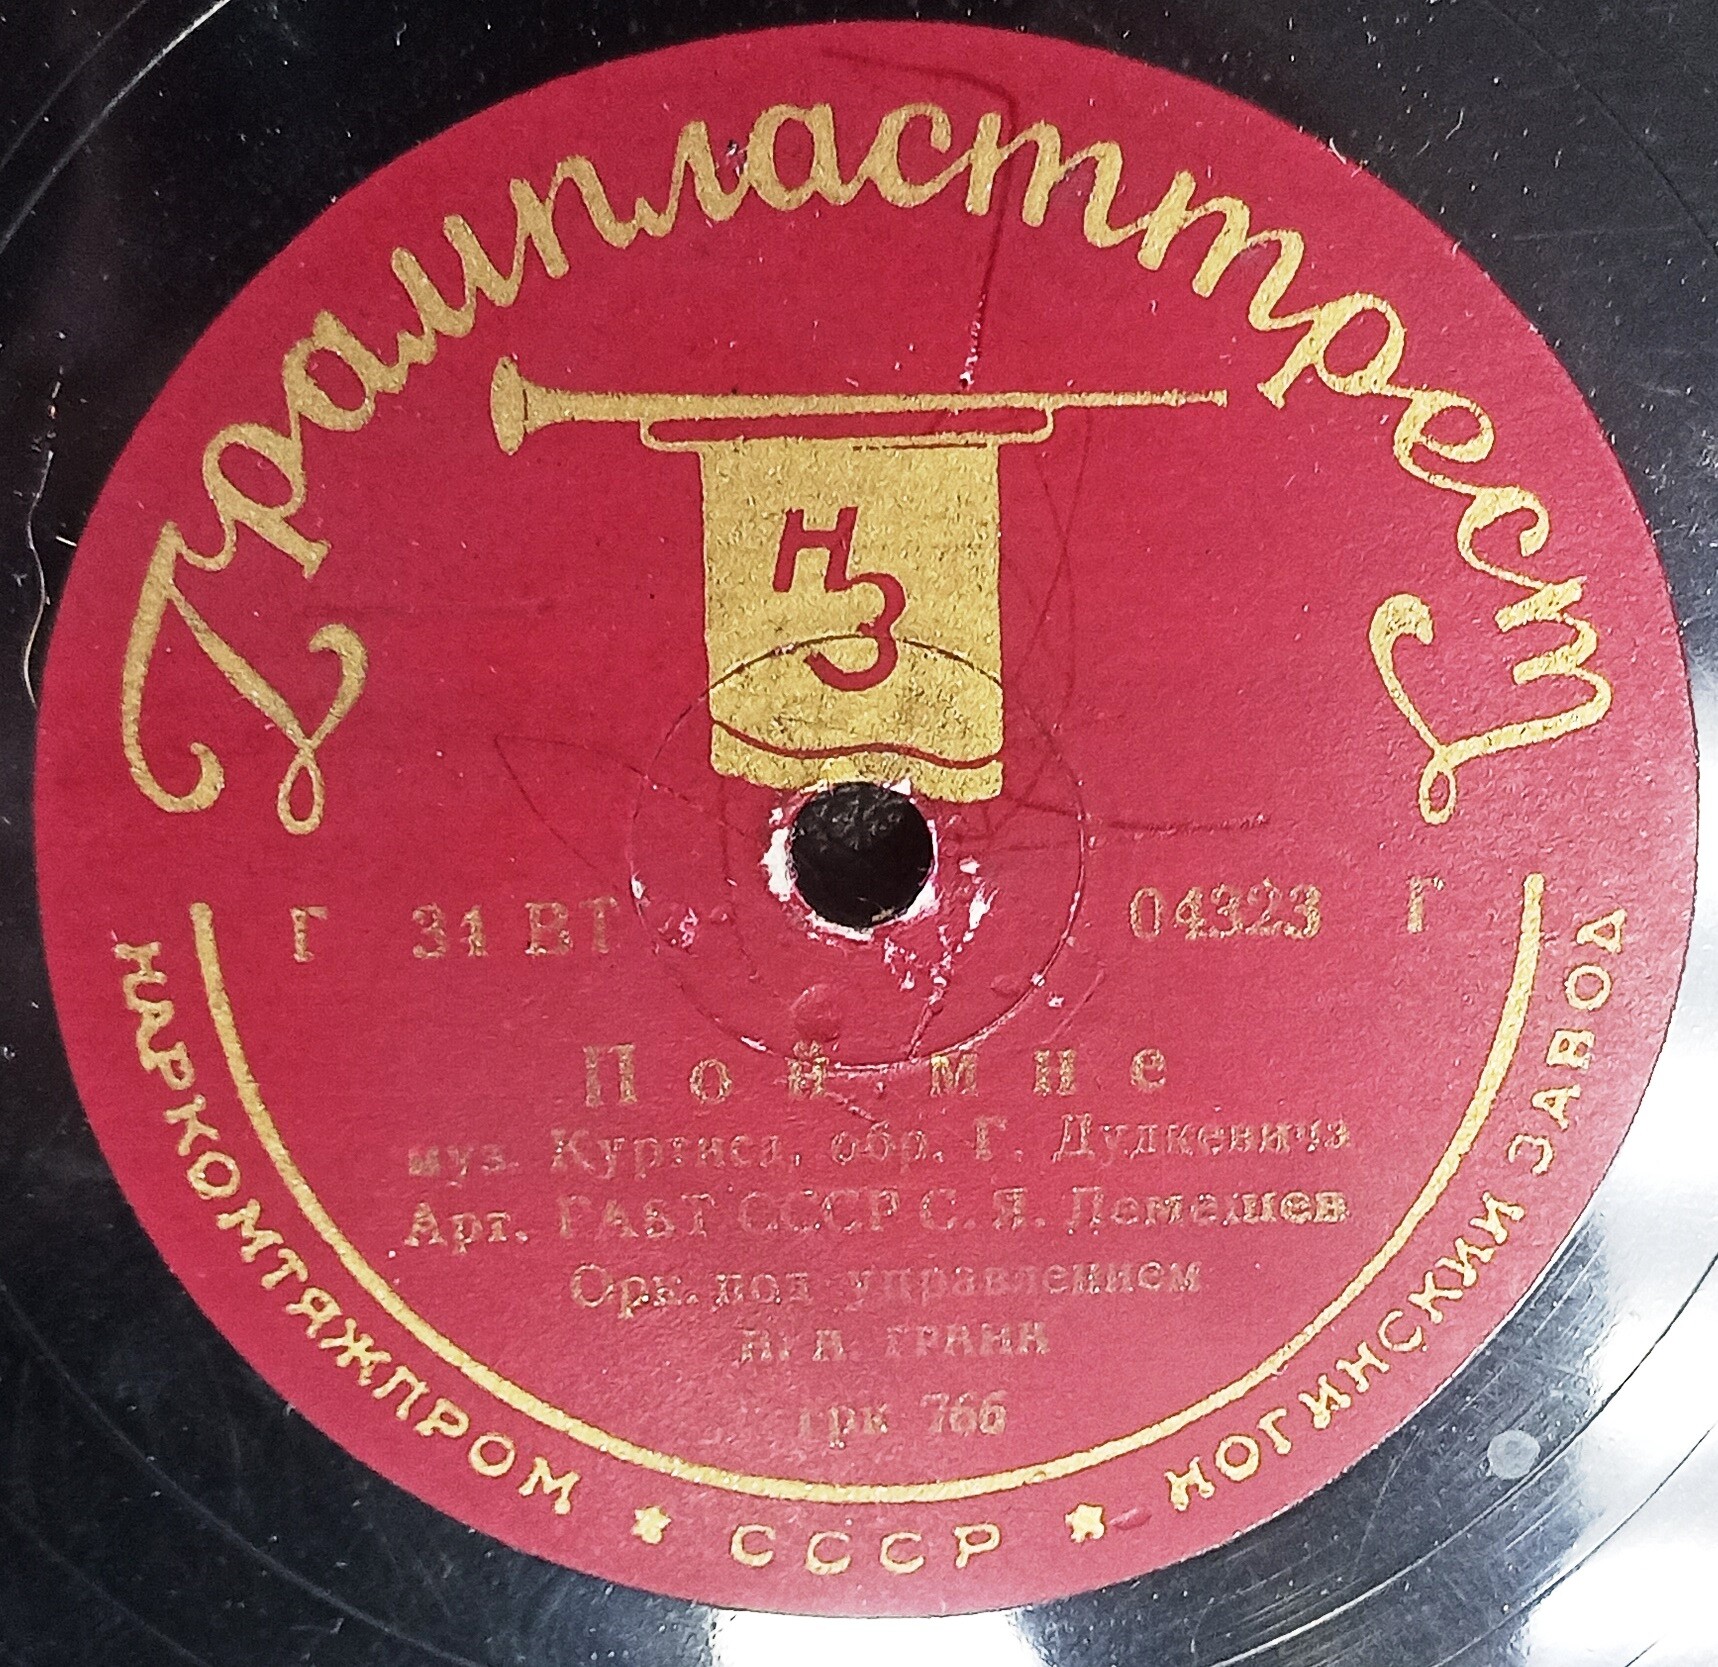 Грампласттрест
НЗ
Г 31 ВТ 04323 Г
Пой мне
муз. Куртиса, обр. Г. Дудкевича
Арт. ГАБТ СССР С. Я. Лемешев
Орк. под управлением
гранд
грк 766
НАРКОМТЯЖПРОМ ★ СССР ★ НОГИНСКИЙ ЗАВОД